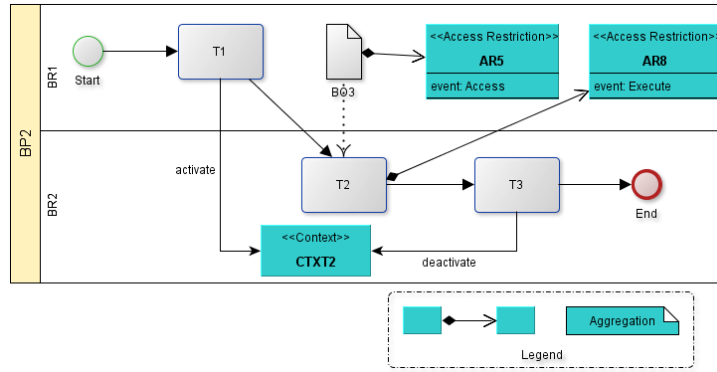 BP2
BR1
BR2
Start
T1
BO3
<<Access Restriction>>
AR5
event: Access
<<Access Restriction>>
AR8
event: Execute
activate
T2
T3
End
<<Context>>
CTXT2
deactivate
Aggregation
Legend